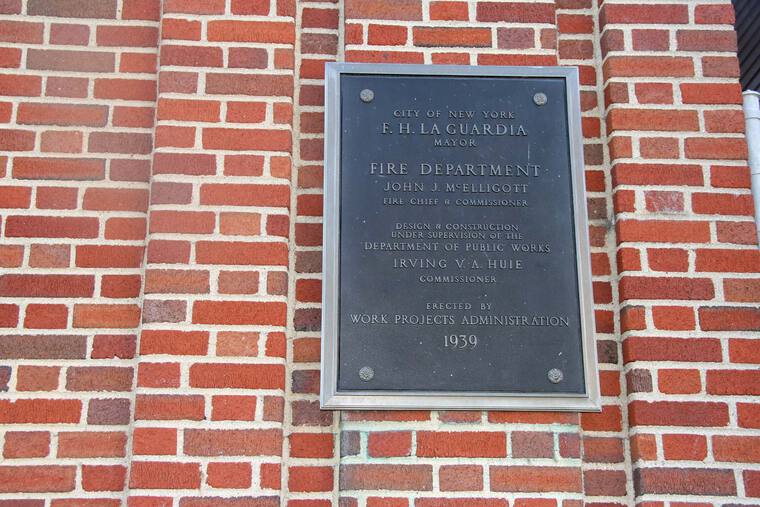 CITY OF NEW YORK
F. H. LA GUARDIA
MAYOR
FIRE DEPARTMENT
JOHN J. McELLIGOTT
FIRE CHIEF & COMMISSIONER
DESIGN & CONSTRUCTION
UNDER SUPERVISION OF THE
DEPARTMENT OF PUBLIC WORKS
IRVING V. A. HUIE
COMMISSIONER
ERECTED BY
WORK PROJECTS ADMINISTRATION
1939